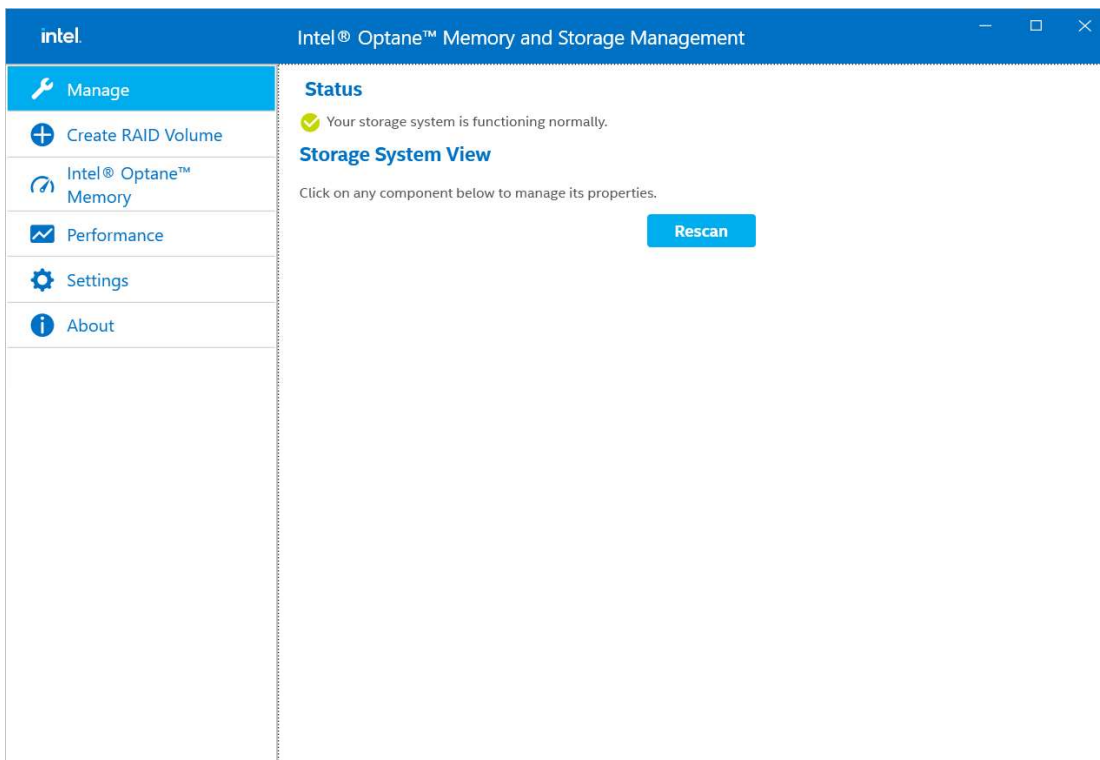 intel.
Intel® Optane™ Memory and Storage Management
Manage
Create RAID Volume
Intel® Optane™
Memory
Performance
Settings
About
Status
Your storage system is functioning normally.
Storage System View
Click on any component below to manage its properties.
Rescan